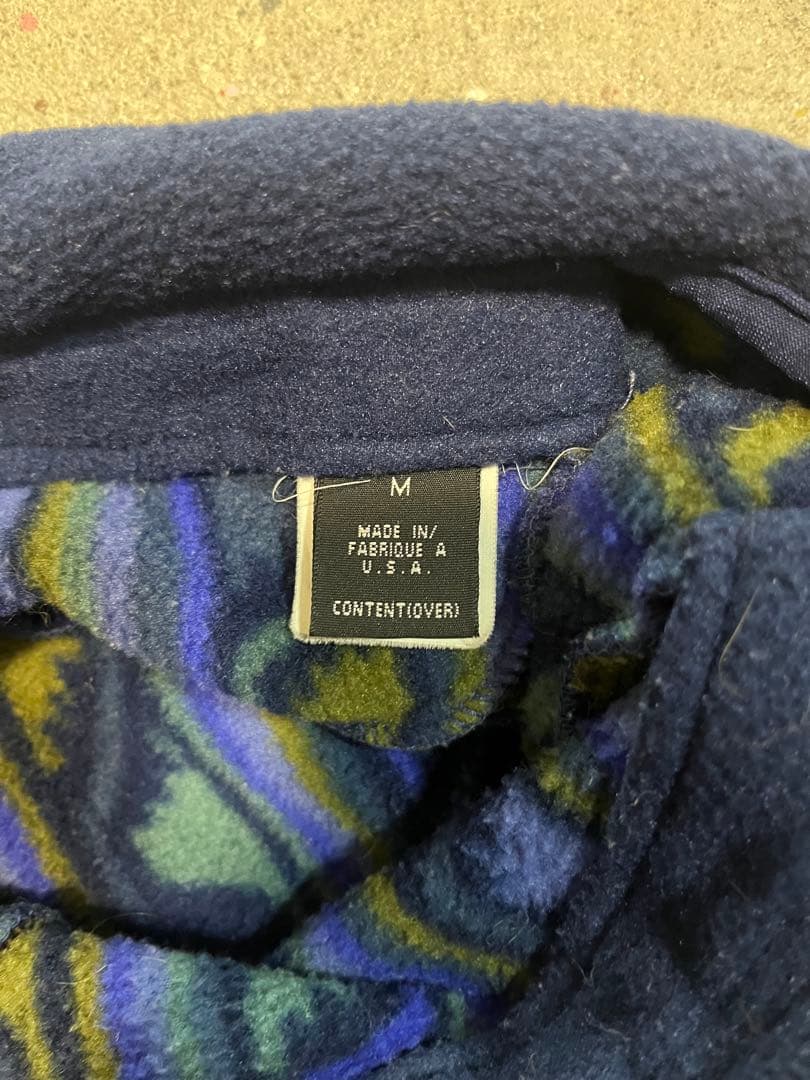 M
MADE IN/
FABRIQUE A
U.S.A.
CONTENT(OVER)